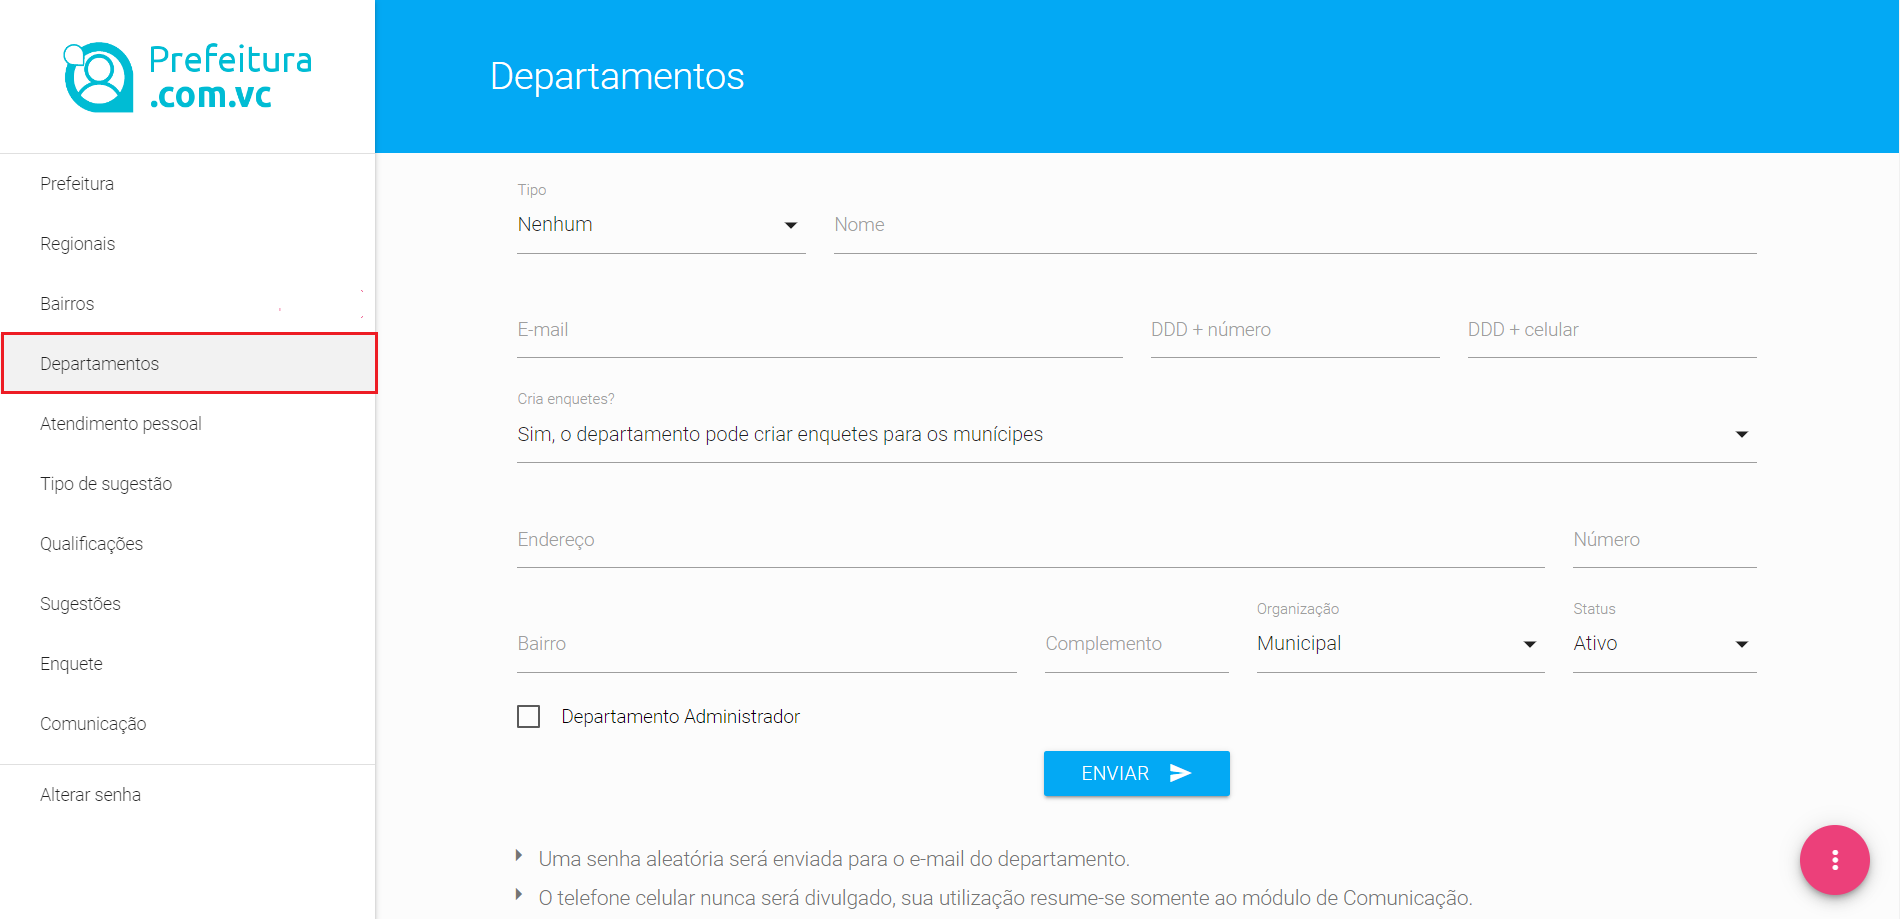 Prefeitura
.com.vc
Prefeitura
Regionais
Bairros
Departamentos
Atendimento pessoal
Tipo de sugestão
Qualificações
Sugestões
Enquete
Comunicação
Alterar senha
Departamentos
Tipo
Nenhum
Nome
E-mail
DDD + número
DDD + celular
Cria enquetes?
Sim, o departamento pode criar enquetes para os munícipes
Endereço
Número
Bairro
Complemento
Organização
Municipal
Status
Ativo
Departamento Administrador
ENVIAR
Uma senha aleatória será enviada para o e-mail do departamento.
O telefone celular nunca será divulgado, sua utilização resume-se somente ao módulo de Comunicação.